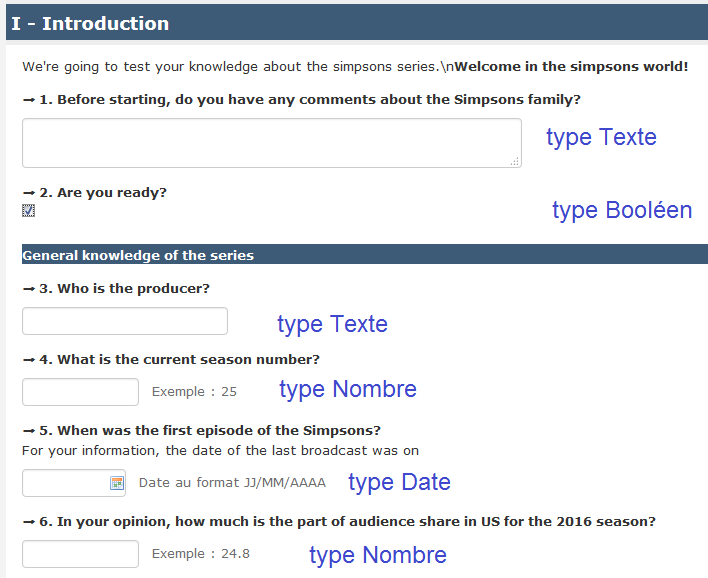 I - Introduction
We're going to test your knowledge about the simpsons series.\nWelcome in the simpsons world!
→ 1. Before starting, do you have any comments about the Simpsons family?
type Texte
→ 2. Are you ready?
type Booléen
General knowledge of the series
→ 3. Who is the producer?
type Texte
→ 4. What is the current season number?
Exemple : 25 type Nombre
→ 5. When was the first episode of the Simpsons?
For your information, the date of the last broadcast was on
Date au format JJ/MM/AAAA type Date
→ 6. In your opinion, how much is the part of audience share in US for the 2016 season?
Exemple : 24.8 type Nombre